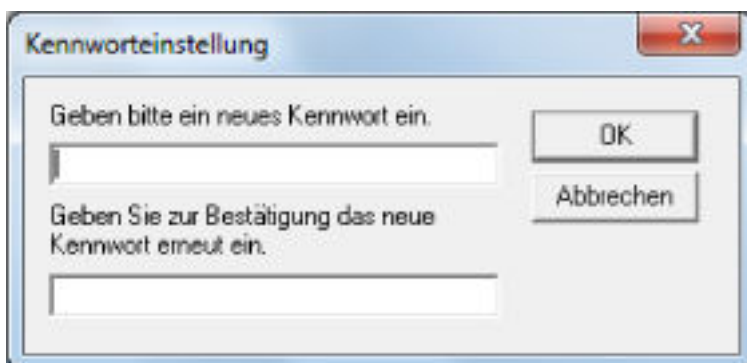 Kennworteinstellung
Geben bitte ein neues Kennwort ein.
OK
Abbrechen
Geben Sie zur Bestätigung das neue
Kennwort erneut ein.